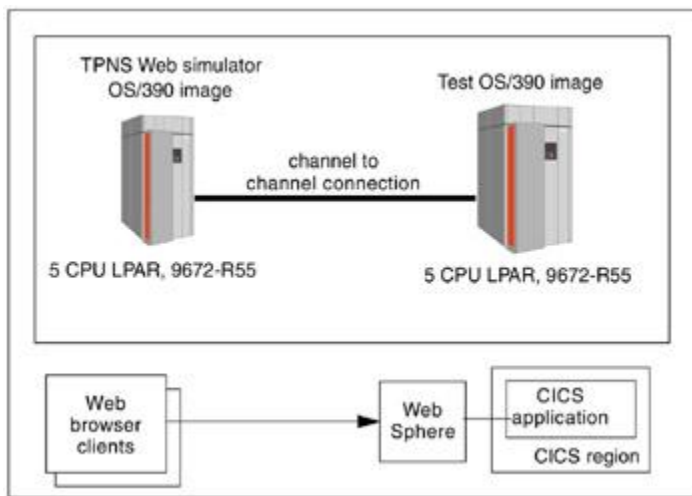 TPNS Web simulator
OS/390 image
Test OS/390 image
channel to
channel connection
5 CPU LPAR, 9672-R55
5 CPU LPAR, 9672-R55
Web
browser
clients
Web
Sphere
CICS
application
CICS region